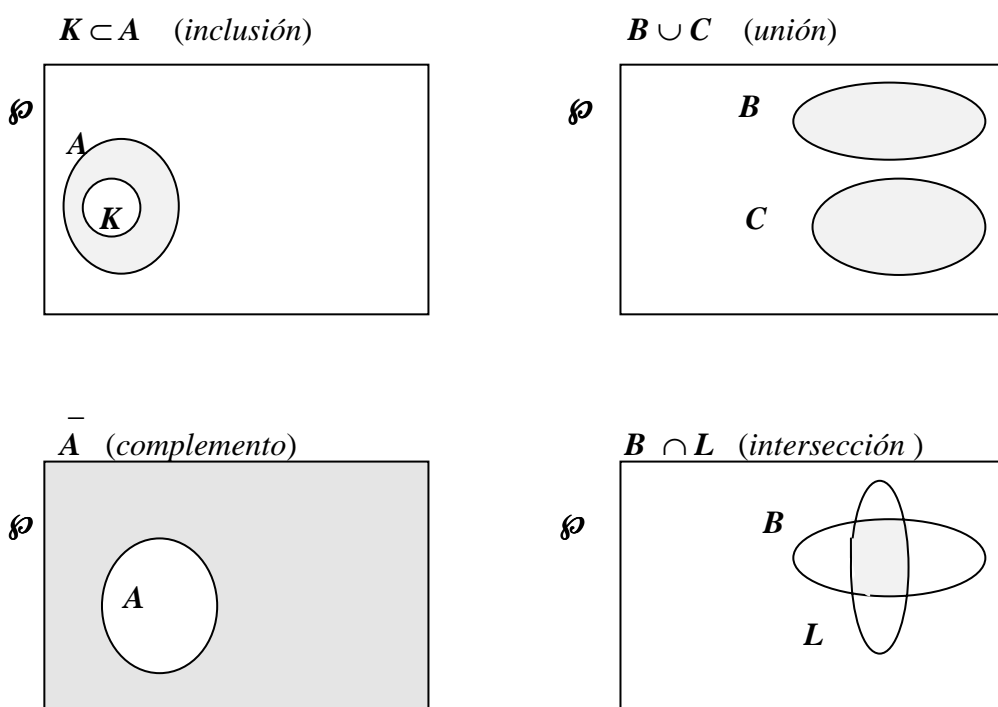 K ⊂ A (inclusión)
℘
A
K
B ∪ C (unión)
℘
B
C
A̅ (complemento)
℘
A
B ∩ L (intersección )
℘
B
L